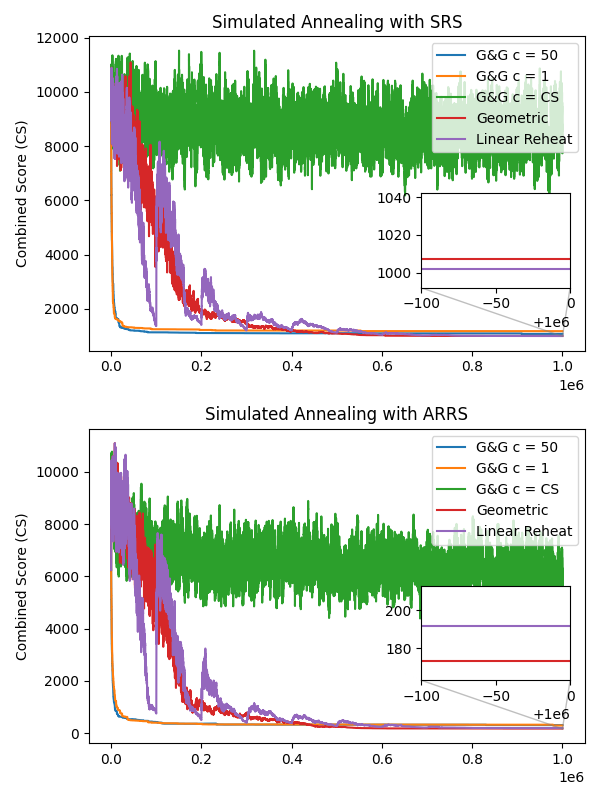 Simulated Annealing with SRS
Combined Score (CS)
12000
10000
8000
6000
4000
2000
G&G c = 50
G&G c = 1
G&G c = CS
Geometric
Linear Reheat
1040
1020
1000
−100
−50
0
+1e6
0.0
0.2
0.4
0.6
0.8
1.0
1e6
Simulated Annealing with ARRS
Combined Score (CS)
10000
8000
6000
4000
2000
0
G&G c = 50
G&G c = 1
G&G c = CS
Geometric
Linear Reheat
200
180
−100
−50
0
+1e6
0.0
0.2
0.4
0.6
0.8
1.0
1e6